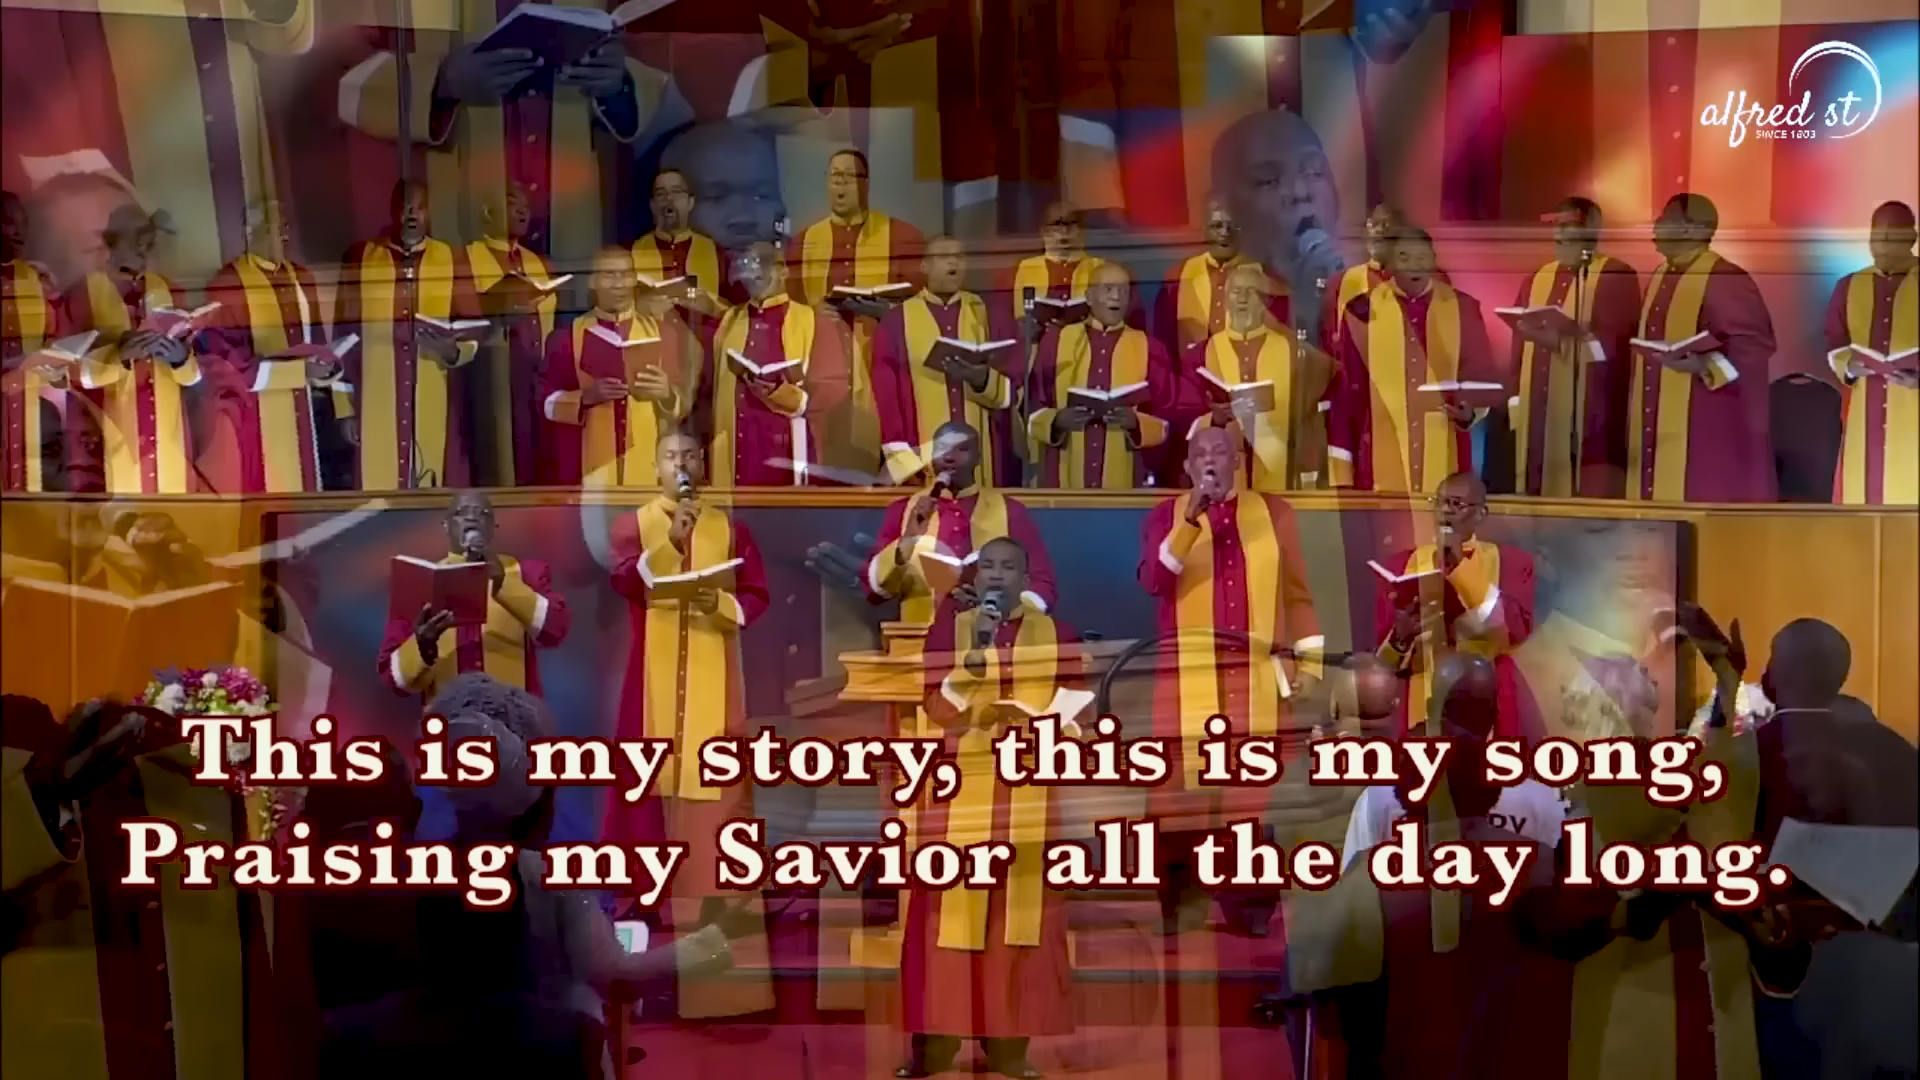 alfred st
SINCE 1803
This is my story, this is my song,
Praising my Savior all the day long.